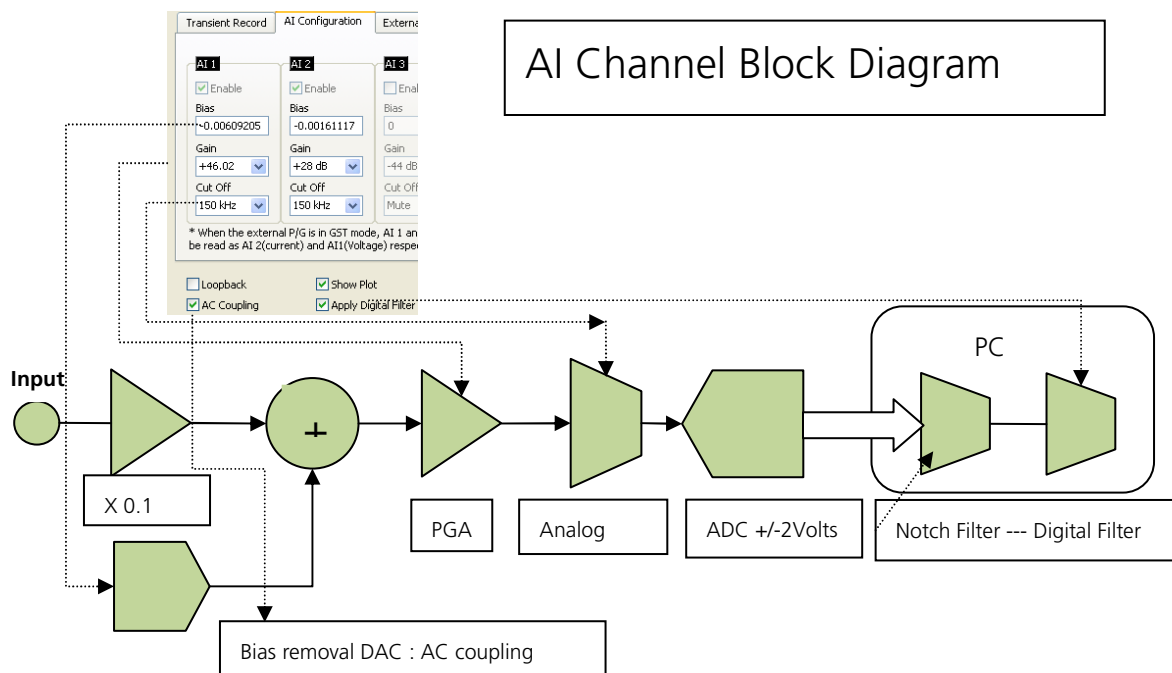 Transient Record AI Configuration Externa
AI Channel Block Diagram
AI 1 AI 2 AI 3
Enable Enable Enal
Bias Bias Bias
-0.00609205 -0.00161117 0
Gain Gain Gain
+46.02 +28 dB -44 dB
Cut Off Cut Off Cut Off
150 kHz 150 kHz Mute
* When the external P/G is in GST mode, AI 1 an
be read as AI 2(current) and AI1(Voltage) respec
Loopback Show Plot
AC Coupling Apply Digital Filter
PC
Input
+
X 0.1
PGA
Analog
ADC +/-2Volts
Notch Filter --- Digital Filter
Bias removal DAC : AC coupling